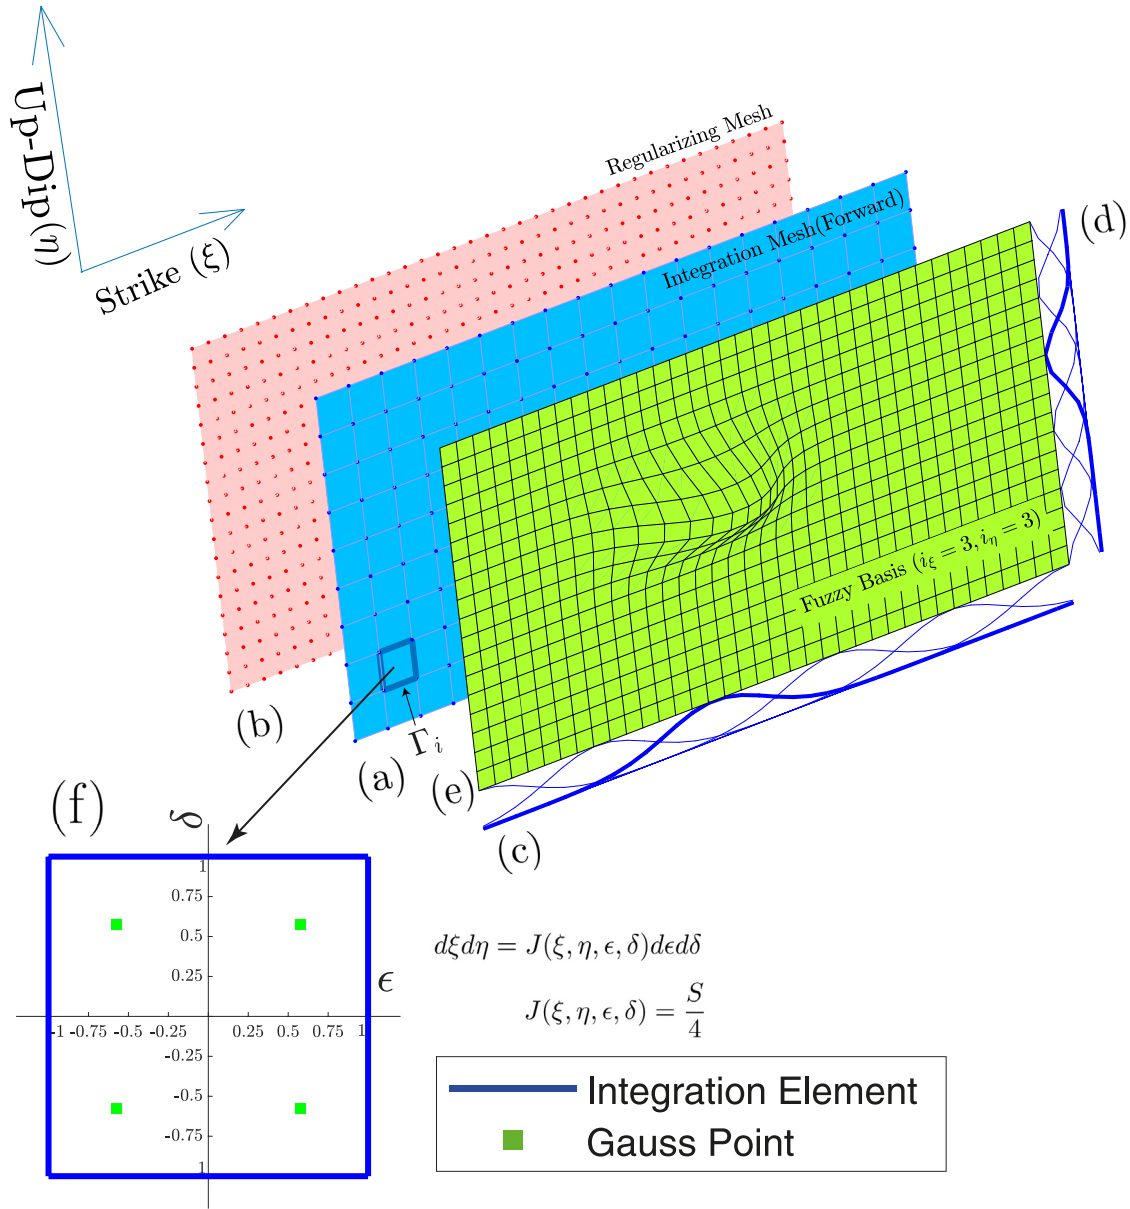 Up-Dip(η)
Strike (ξ)
Regularizing Mesh
Integration Mesh(Forward)
(d)
Fuzzy Basis (i_ξ = 3, i_η = 3)
(b)
Γ_i
(a)
(e)
(c)
(f)
δ
1
0.75
0.5
0.25
ϵ
-1 -0.75 -0.5 -0.25 0.25 0.5 0.75 1
-0.25
-0.5
-0.75
1
dξdη = J(ξ, η, ϵ, δ)dϵdδ
J(ξ, η, ϵ, δ) = S/4
Integration Element
Gauss Point